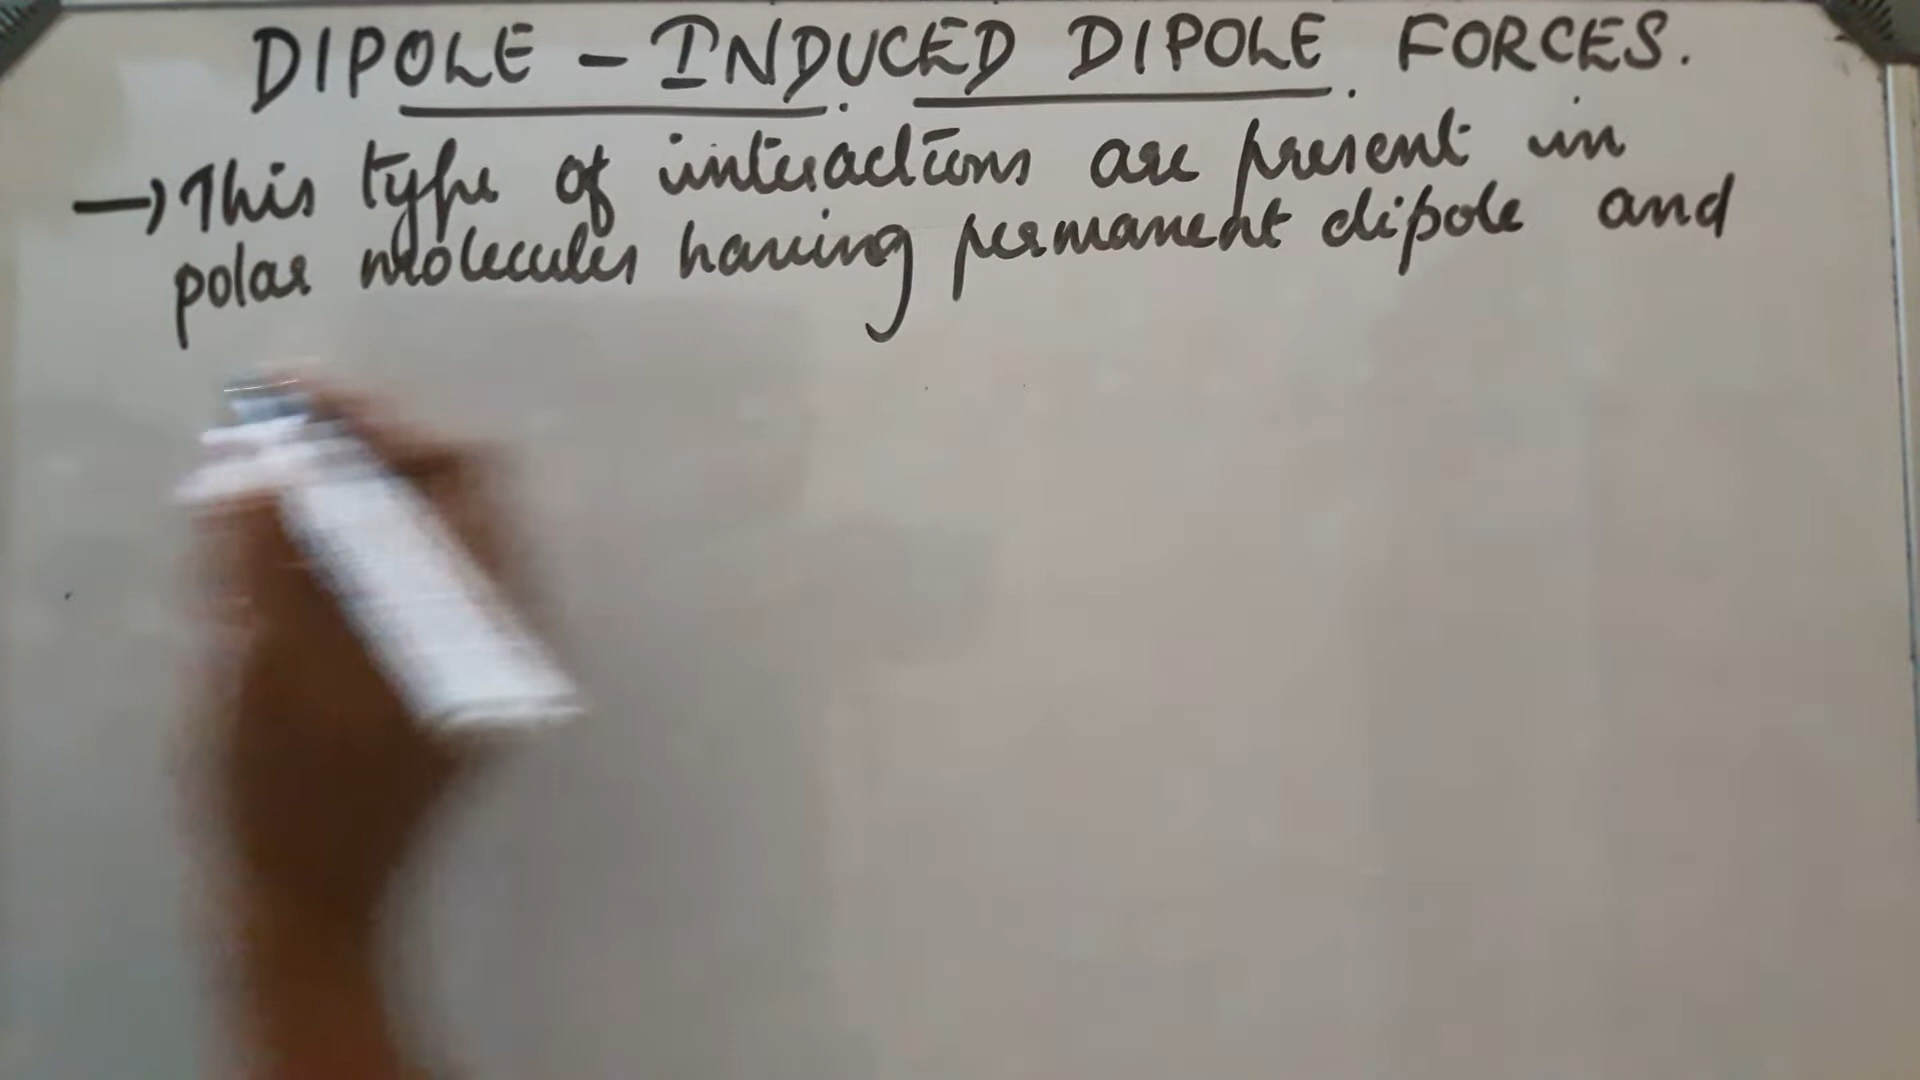 DIPOLE - INDUCED DIPOLE FORCES.
→ This type of interactions are present in
polar molecules having permanent dipole and